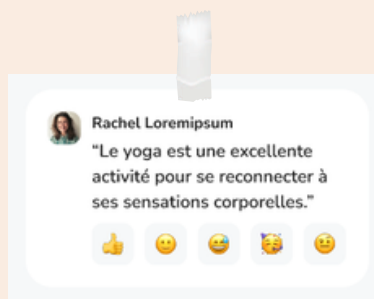 Rachel Loremipsum
“Le yoga est une excellente
activité pour se reconnecter à
ses sensations corporelles.”